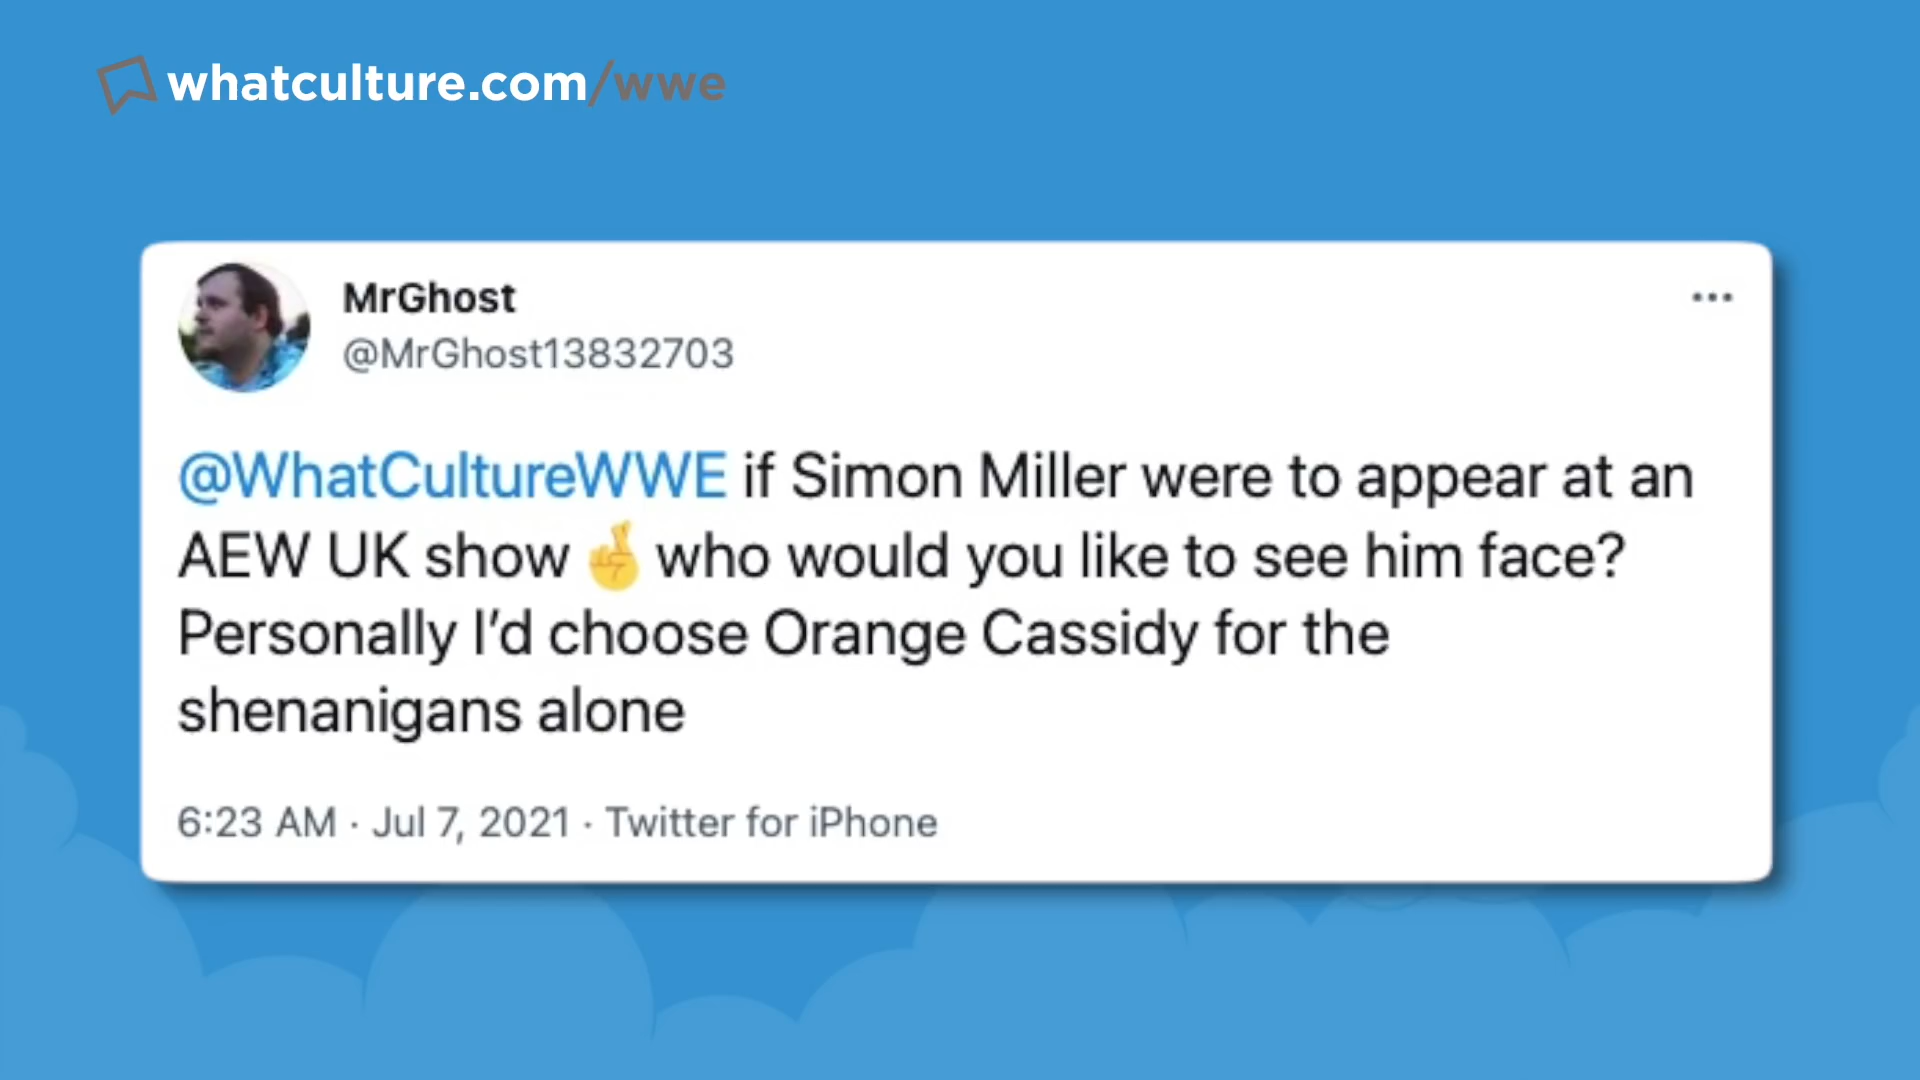 whatculture.com/wwe
MrGhost
@MrGhost13832703
@WhatCultureWWE if Simon Miller were to appear at an
AEW UK show 🤞 who would you like to see him face?
Personally I’d choose Orange Cassidy for the
shenanigans alone
6:23 AM · Jul 7, 2021 · Twitter for iPhone